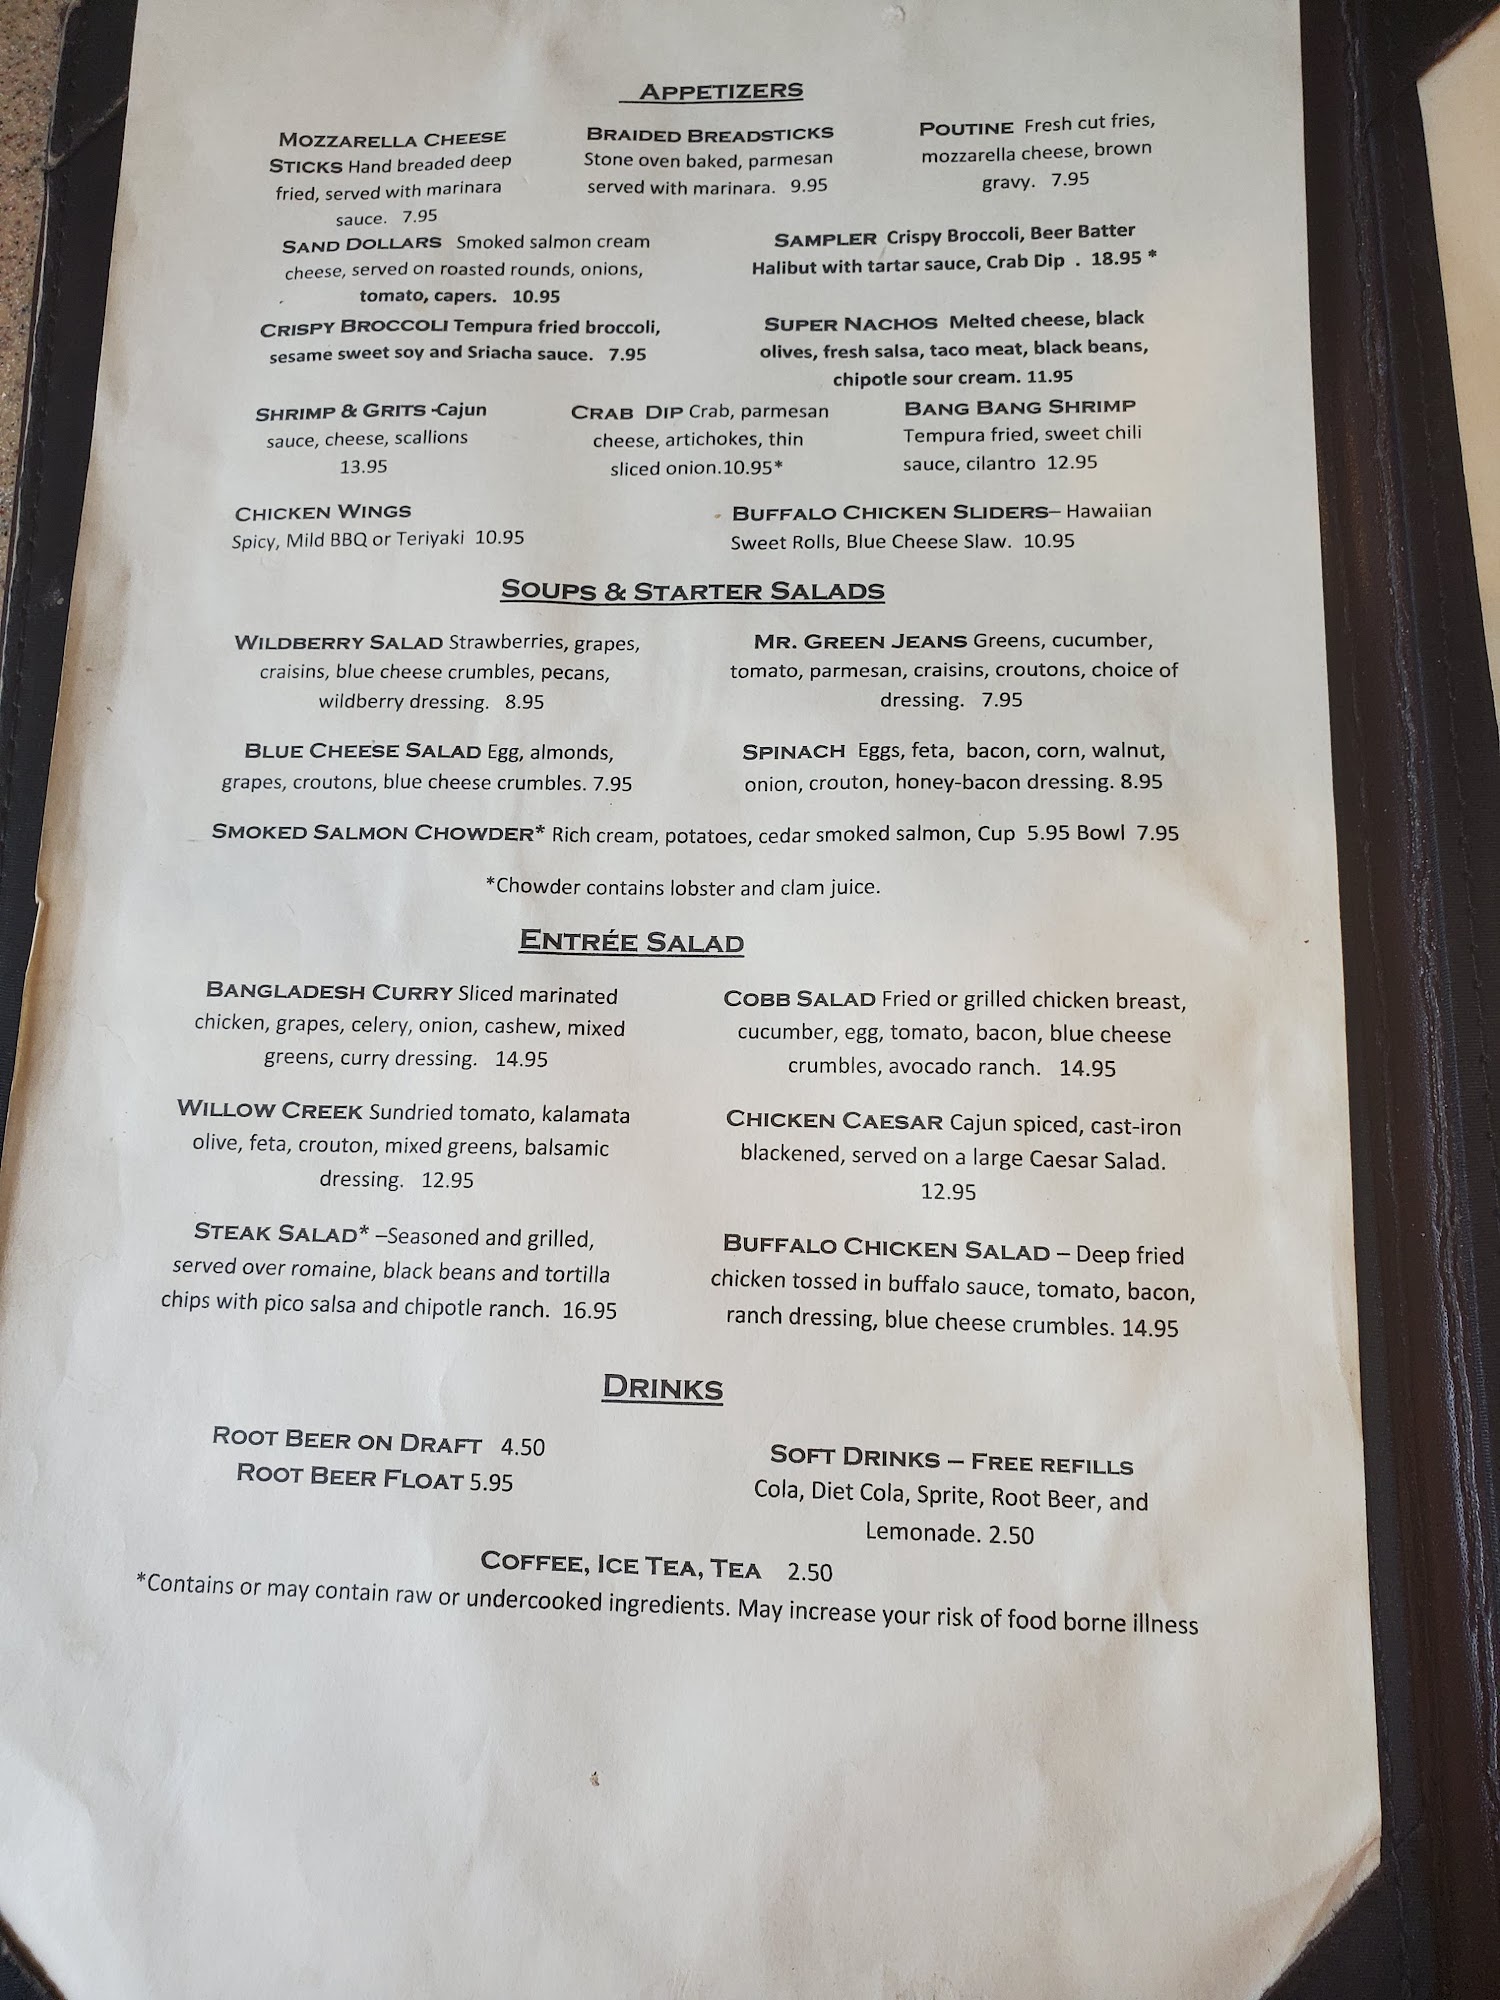 APPETIZERS
MOZZARELLA CHEESE
STICKS Hand breaded deep
fried, served with marinara
sauce. 7.95
BRAIDED BREADSTICKS
Stone oven baked, parmesan
served with marinara. 9.95
POUTINE Fresh cut fries,
mozzarella cheese, brown
gravy. 7.95
SAND DOLLARS Smoked salmon cream
cheese, served on roasted rounds, onions,
tomato, capers. 10.95
SAMPLER Crispy Broccoli, Beer Batter
Halibut with tartar sauce, Crab Dip . 18.95 *
CRISPY BROCCOLI Tempura fried broccoli,
sesame sweet soy and Sriacha sauce. 7.95
SUPER NACHOS Melted cheese, black
olives, fresh salsa, taco meat, black beans,
chipotle sour cream. 11.95
SHRIMP & GRITS -Cajun
sauce, cheese, scallions
13.95
CRAB DIP Crab, parmesan
cheese, artichokes, thin
sliced onion.10.95*
BANG BANG SHRIMP
Tempura fried, sweet chili
sauce, cilantro 12.95
CHICKEN WINGS
Spicy, Mild BBQ or Teriyaki 10.95
BUFFALO CHICKEN SLIDERS– Hawaiian
Sweet Rolls, Blue Cheese Slaw. 10.95
SOUPS & STARTER SALADS
WILDBERRY SALAD Strawberries, grapes,
craisins, blue cheese crumbles, pecans,
wildberry dressing. 8.95
MR. GREEN JEANS Greens, cucumber,
tomato, parmesan, craisins, croutons, choice of
dressing. 7.95
BLUE CHEESE SALAD Egg, almonds,
grapes, croutons, blue cheese crumbles. 7.95
SPINACH Eggs, feta, bacon, corn, walnut,
onion, crouton, honey-bacon dressing. 8.95
SMOKED SALMON CHOWDER* Rich cream, potatoes, cedar smoked salmon, Cup 5.95 Bowl 7.95
*Chowder contains lobster and clam juice.
ENTRÉE SALAD
BANGLADESH CURRY Sliced marinated
chicken, grapes, celery, onion, cashew, mixed
greens, curry dressing. 14.95
COBB SALAD Fried or grilled chicken breast,
cucumber, egg, tomato, bacon, blue cheese
crumbles, avocado ranch. 14.95
WILLOW CREEK Sundried tomato, kalamata
olive, feta, crouton, mixed greens, balsamic
dressing. 12.95
CHICKEN CAESAR Cajun spiced, cast-iron
blackened, served on a large Caesar Salad.
12.95
STEAK SALAD* –Seasoned and grilled,
served over romaine, black beans and tortilla
chips with pico salsa and chipotle ranch. 16.95
BUFFALO CHICKEN SALAD – Deep fried
chicken tossed in buffalo sauce, tomato, bacon,
ranch dressing, blue cheese crumbles. 14.95
DRINKS
ROOT BEER ON DRAFT 4.50
ROOT BEER FLOAT 5.95
SOFT DRINKS – FREE REFILLS
Cola, Diet Cola, Sprite, Root Beer, and
Lemonade. 2.50
COFFEE, ICE TEA, TEA 2.50
*Contains or may contain raw or undercooked ingredients. May increase your risk of food borne illness